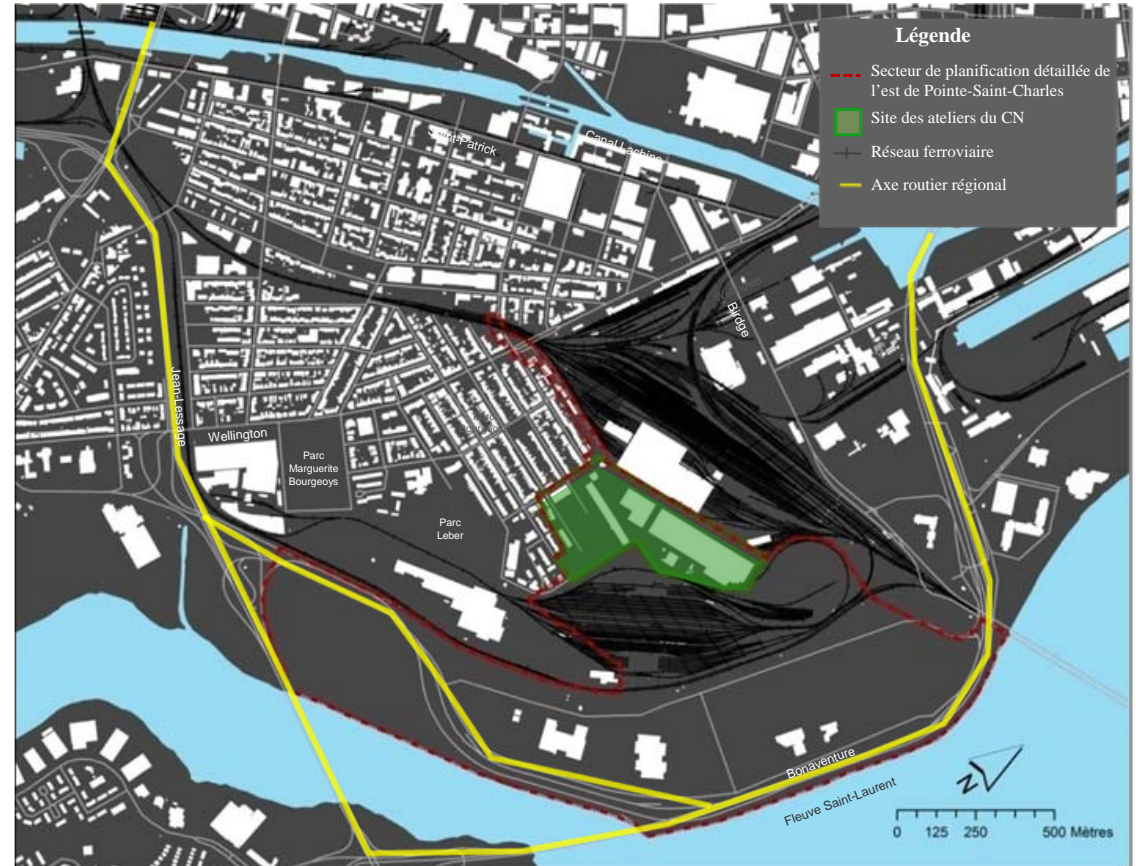 Légende
Secteur de planification détaillée de
l'est de Pointe-Saint-Charles
Site des ateliers du CN
Réseau ferroviaire
Axe routier régional
Saint-Patrick
Canal Lachine
Birdge
Jean-Lessage
Wellington
Parc
Marguerite
Bourgeoys
Parc
Leber
Bonaventure
Fleuve Saint-Laurent
N
0 125 250 500 Mètres